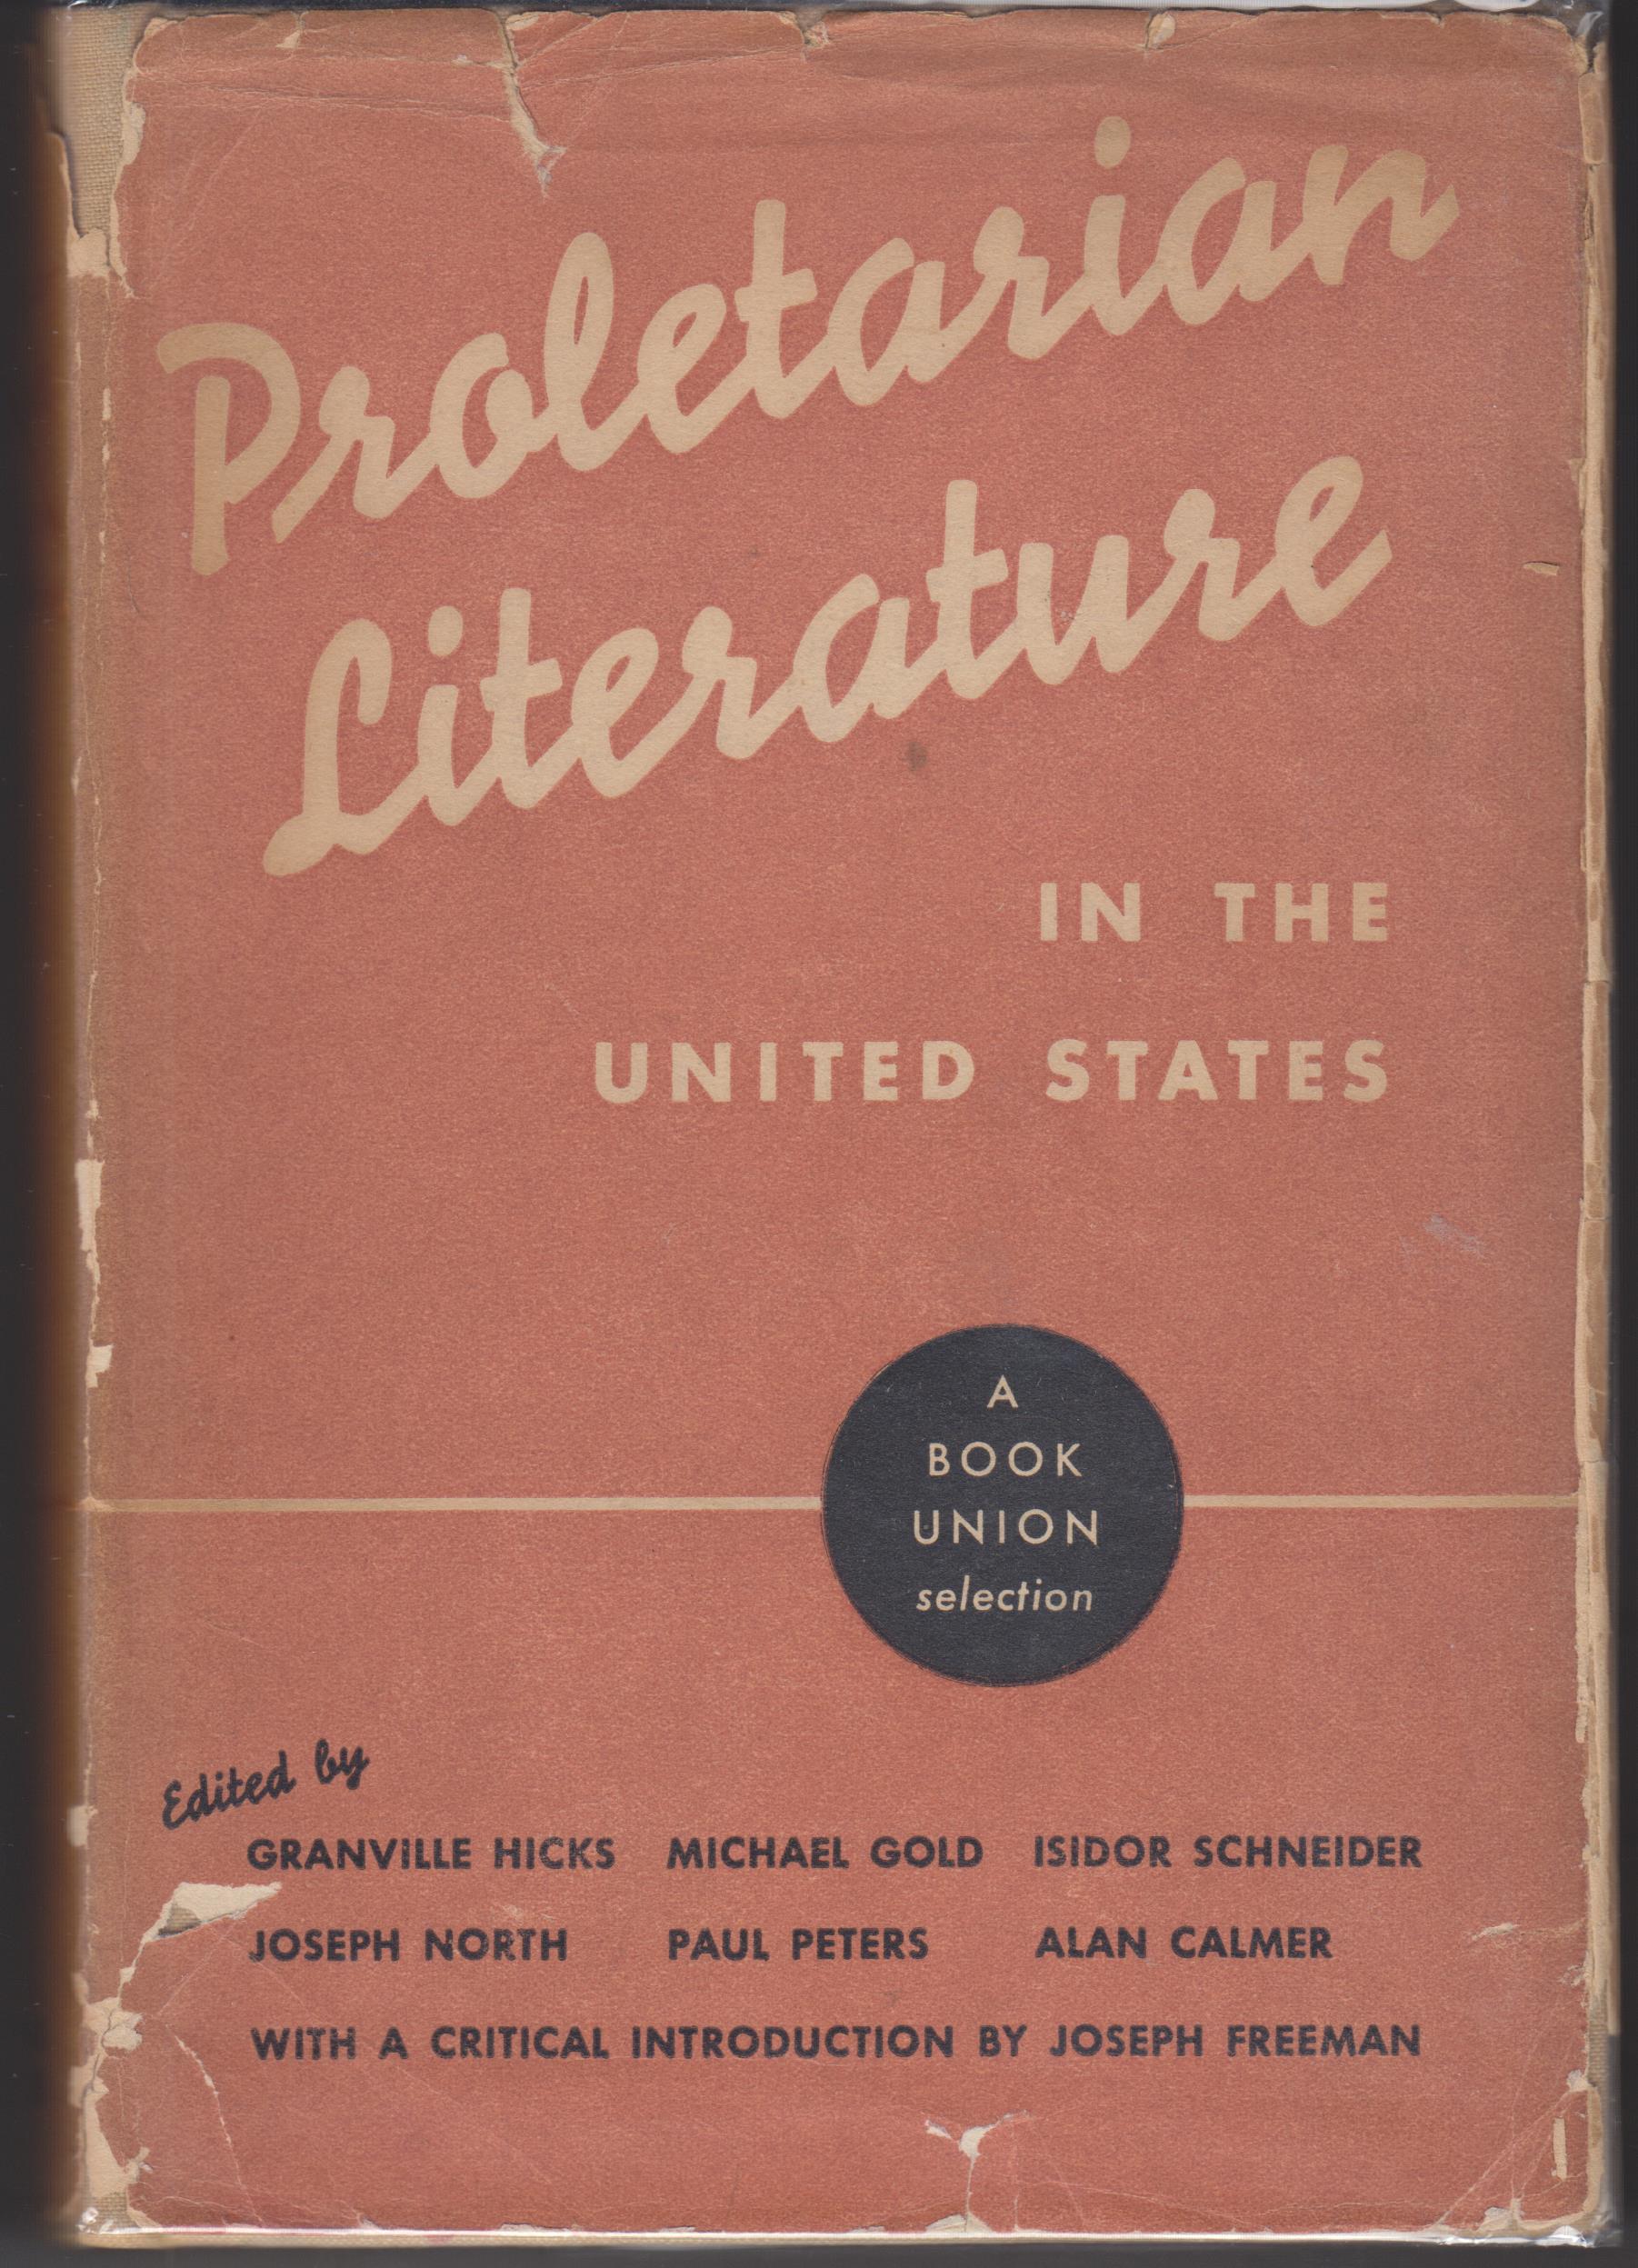 Proletarian
Literature
IN THE
UNITED STATES
A
BOOK
UNION
selection
Edited by
GRANVILLE HICKS MICHAEL GOLD ISIDOR SCHNEIDER
JOSEPH NORTH PAUL PETERS ALAN CALMER
WITH A CRITICAL INTRODUCTION BY JOSEPH FREEMAN